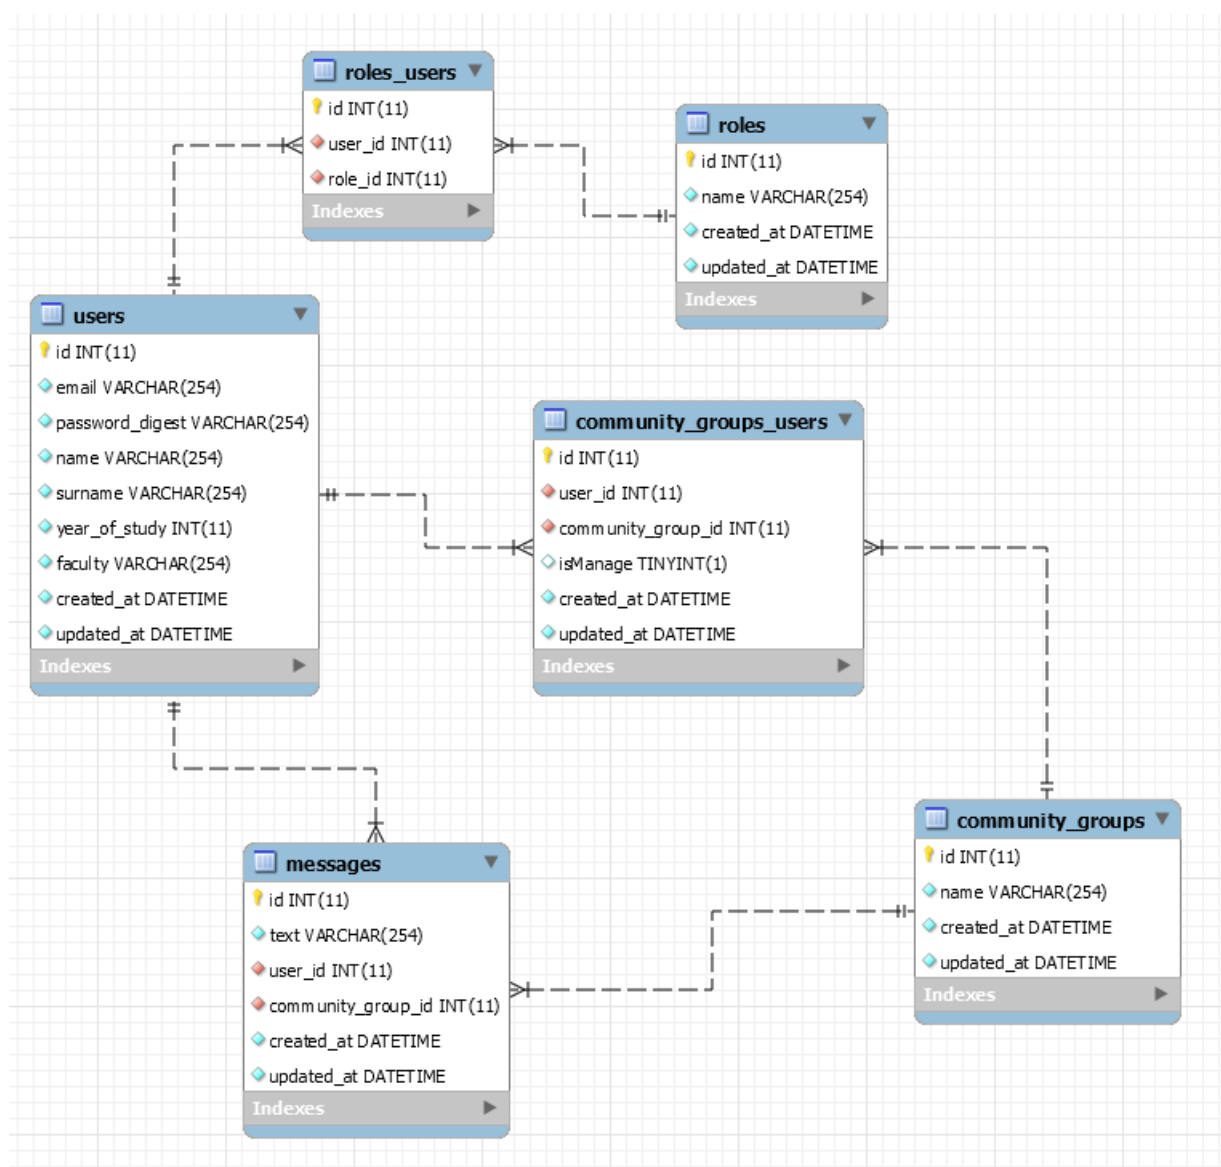 roles_users
id INT(11)
user_id INT(11)
role_id INT(11)
Indexes
roles
id INT(11)
name VARCHAR(254)
created_at DATETIME
updated_at DATETIME
Indexes
users
id INT(11)
email VARCHAR(254)
password_digest VARCHAR(254)
name VARCHAR(254)
surname VARCHAR(254)
year_of_study INT(11)
faculty VARCHAR(254)
created_at DATETIME
updated_at DATETIME
Indexes
community_groups_users
id INT(11)
user_id INT(11)
community_group_id INT(11)
isManage TINYINT(1)
created_at DATETIME
updated_at DATETIME
Indexes
messages
id INT(11)
text VARCHAR(254)
user_id INT(11)
community_group_id INT(11)
created_at DATETIME
updated_at DATETIME
Indexes
community_groups
id INT(11)
name VARCHAR(254)
created_at DATETIME
updated_at DATETIME
Indexes